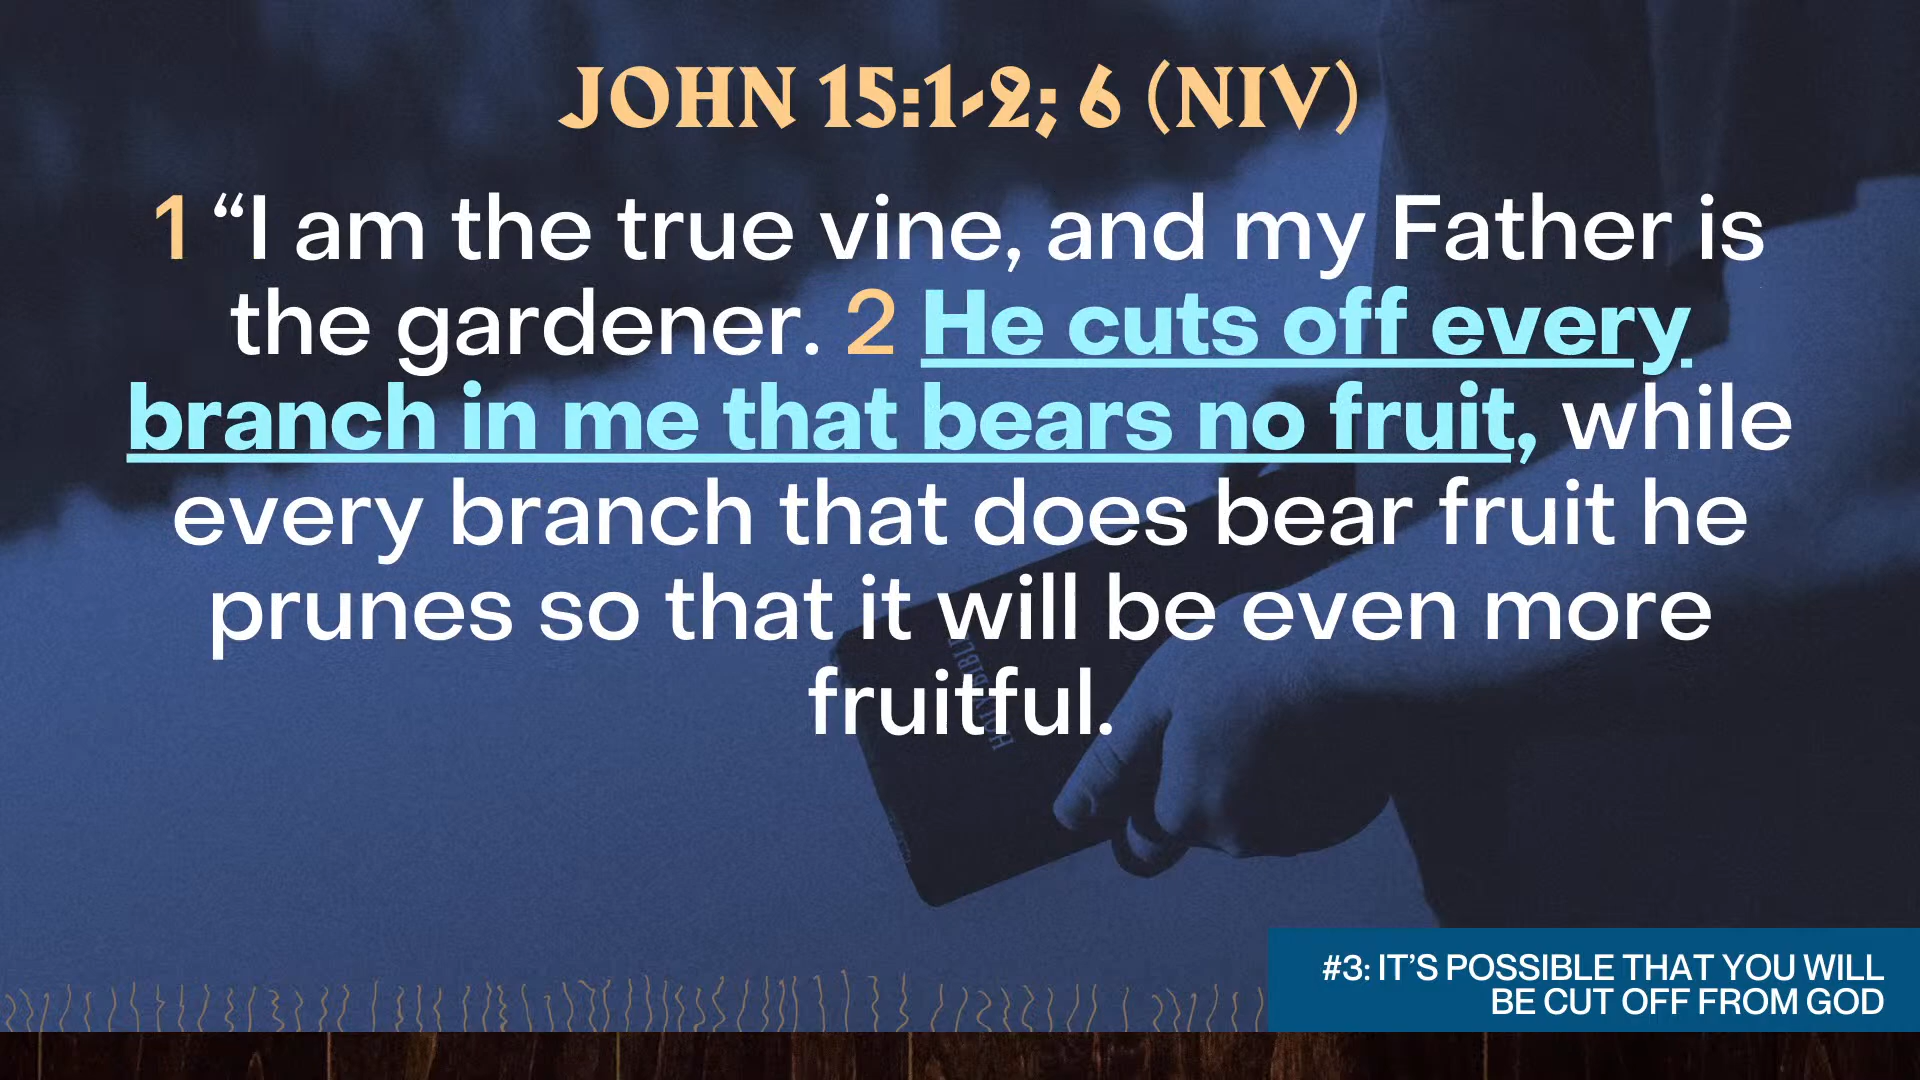 JOHN 15:1-2; 6 (NIV)
1 “I am the true vine, and my Father is
the gardener. 2 He cuts off every
branch in me that bears no fruit, while
every branch that does bear fruit he
prunes so that it will be even more
fruitful.
HOLY BIBLE
#3: IT’S POSSIBLE THAT YOU WILL
BE CUT OFF FROM GOD